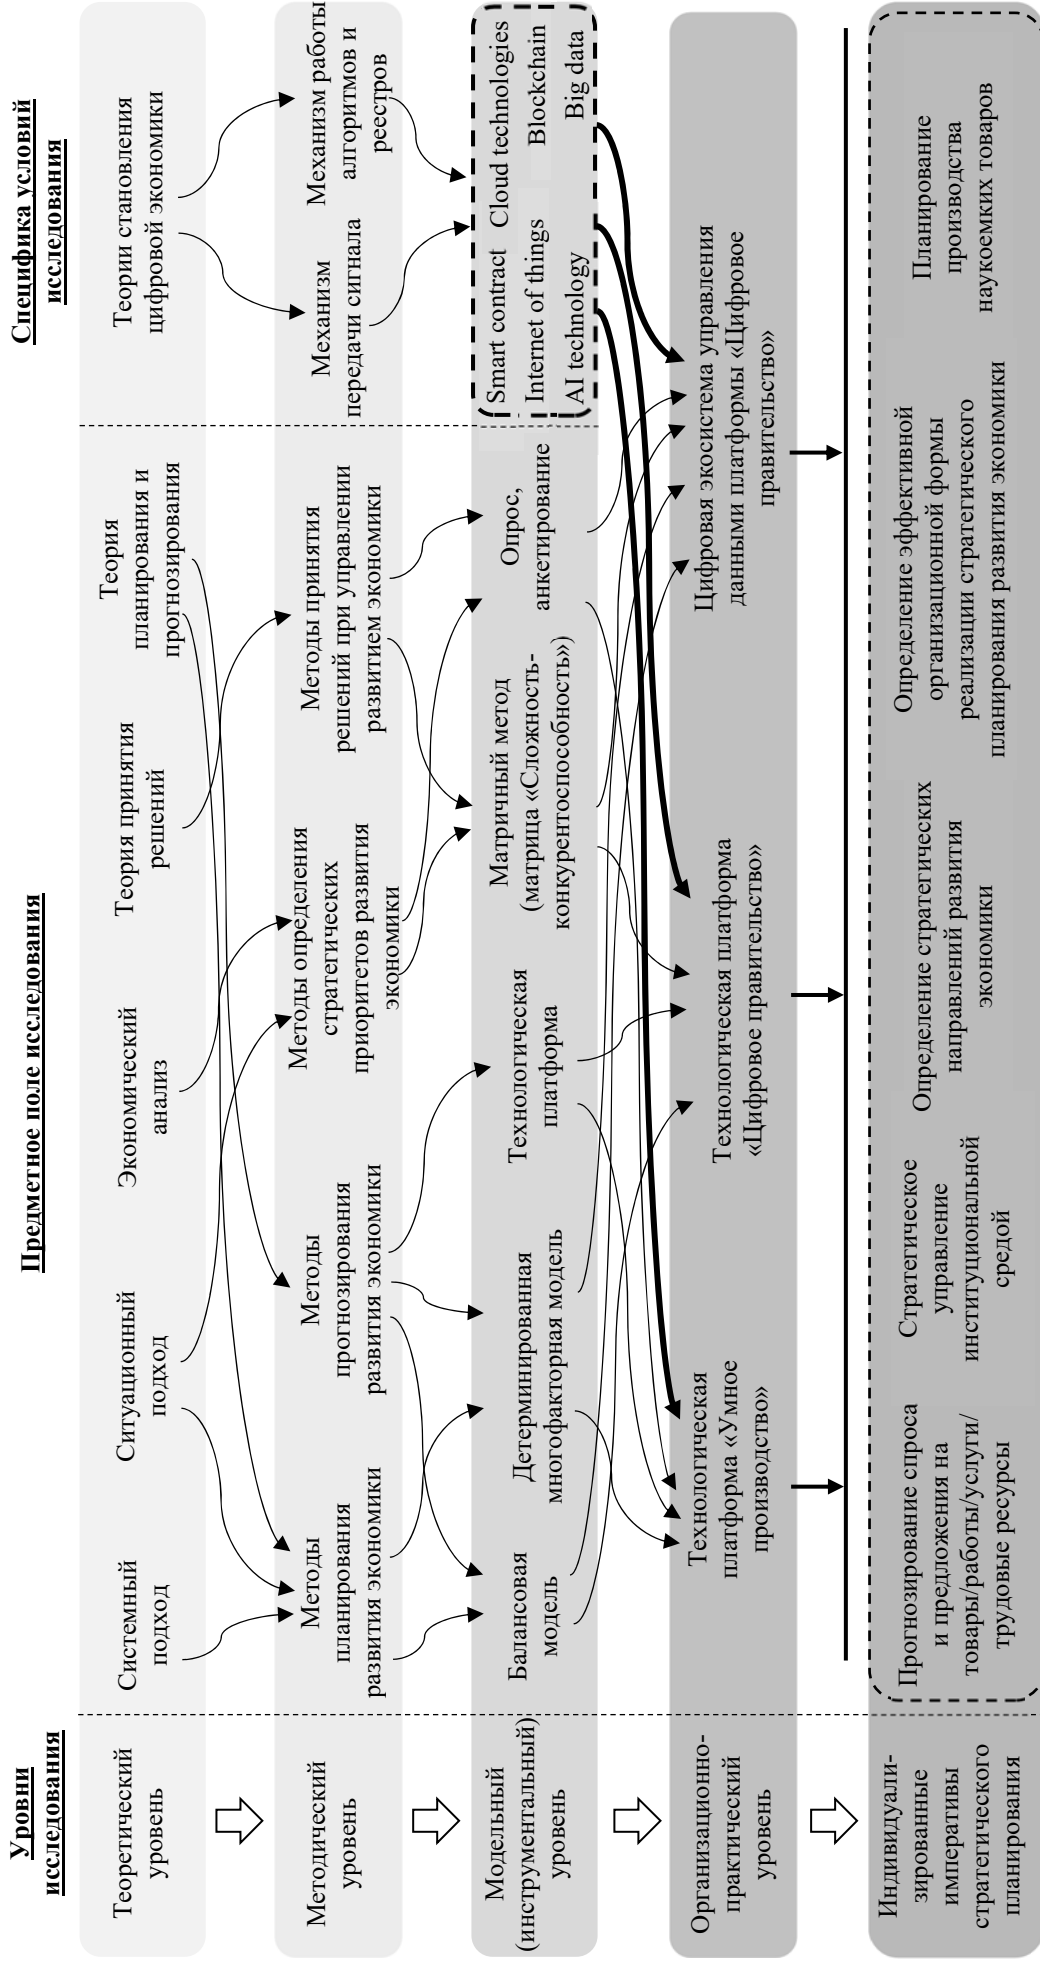 Уровни
исследования
Предметное поле исследования
Специфика условий
исследования
Теоретический
уровень
Системный
подход
Ситуационный
подход
Экономический
анализ
Теория принятия
решений
Теория
планирования и
прогнозирования
Теории становления
цифровой экономики
Методический
уровень
Методы
планирования
развития экономики
Методы
прогнозирования
развития экономики
Методы определения
стратегических
приоритетов развития
экономики
Методы принятия
решений при управлении
развитием экономики
Механизм
передачи сигнала
Механизм работы
алгоритмов и
реестров
Модельный
(инструментальный)
уровень
Балансовая
модель
Детерминированная
многофакторная модель
Технологическая
платформа
Матричный метод
(матрица «Сложность-
конкурентоспособность»)
Опрос,
анкетирование
Smart contract Cloud technologies
Internet of things Blockchain
AI technology Big data
Организационно-
практический
уровень
Технологическая
платформа «Умное
производство»
Технологическая платформа
«Цифровое правительство»
Цифровая экосистема управления
данными платформы «Цифровое
правительство»
Индивидуали-
зированные
императивы
стратегического
планирования
Прогнозирование спроса
и предложения на
товары/работы/услуги/
трудовые ресурсы
Стратегическое
управление
институциональной
средой
Определение стратегических
направлений развития
экономики
Определение эффективной
организационной формы
реализации стратегического
планирования развития экономики
Планирование
производства
наукоемких товаров